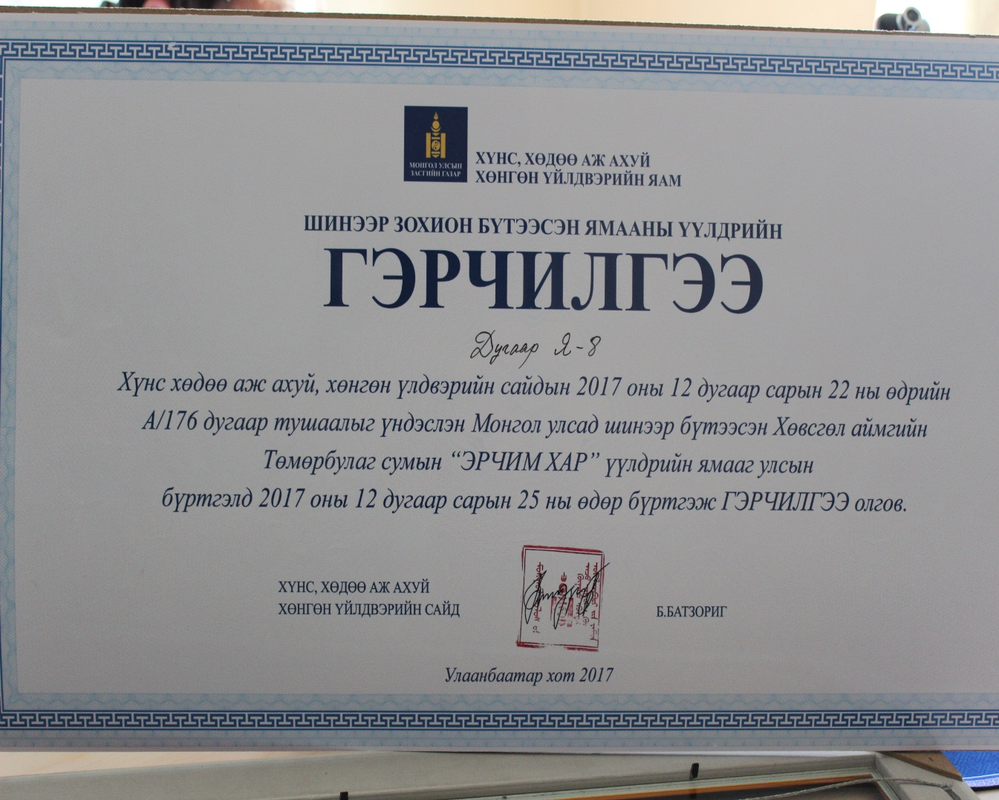 МОНГОЛ УЛСЫН
ЗАСГИЙН ГАЗАР
ХҮНС, ХӨДӨӨ АЖ АХУЙ
ХӨНГӨН ҮЙЛДВЭРИЙН ЯАМ
ШИНЭЭР ЗОХИОН БҮТЭЭСЭН ЯМААНЫ ҮҮЛДРИЙН
ГЭРЧИЛГЭЭ
Дугаар Я-8
Хүнс хөдөө аж ахуй, хөнгөн үлдвэрийн сайдын 2017 оны 12 дугаар сарын 22 ны өдрийн
А/176 дугаар тушаалыг үндэслэн Монгол улсад шинээр бүтээсэн Хөвсгөл аймгийн
Төмөрбулаг сумын “ЭРЧИМ ХАР” үүлдрийн ямааг улсын
бүртгэлд 2017 оны 12 дугаар сарын 25 ны өдөр бүртгэж ГЭРЧИЛГЭЭ олгов.
ХҮНС, ХӨДӨӨ АЖ АХУЙ
ХӨНГӨН ҮЙЛДВЭРИЙН САЙД
Б.БАТЗОРИГ
Улаанбаатар хот 2017